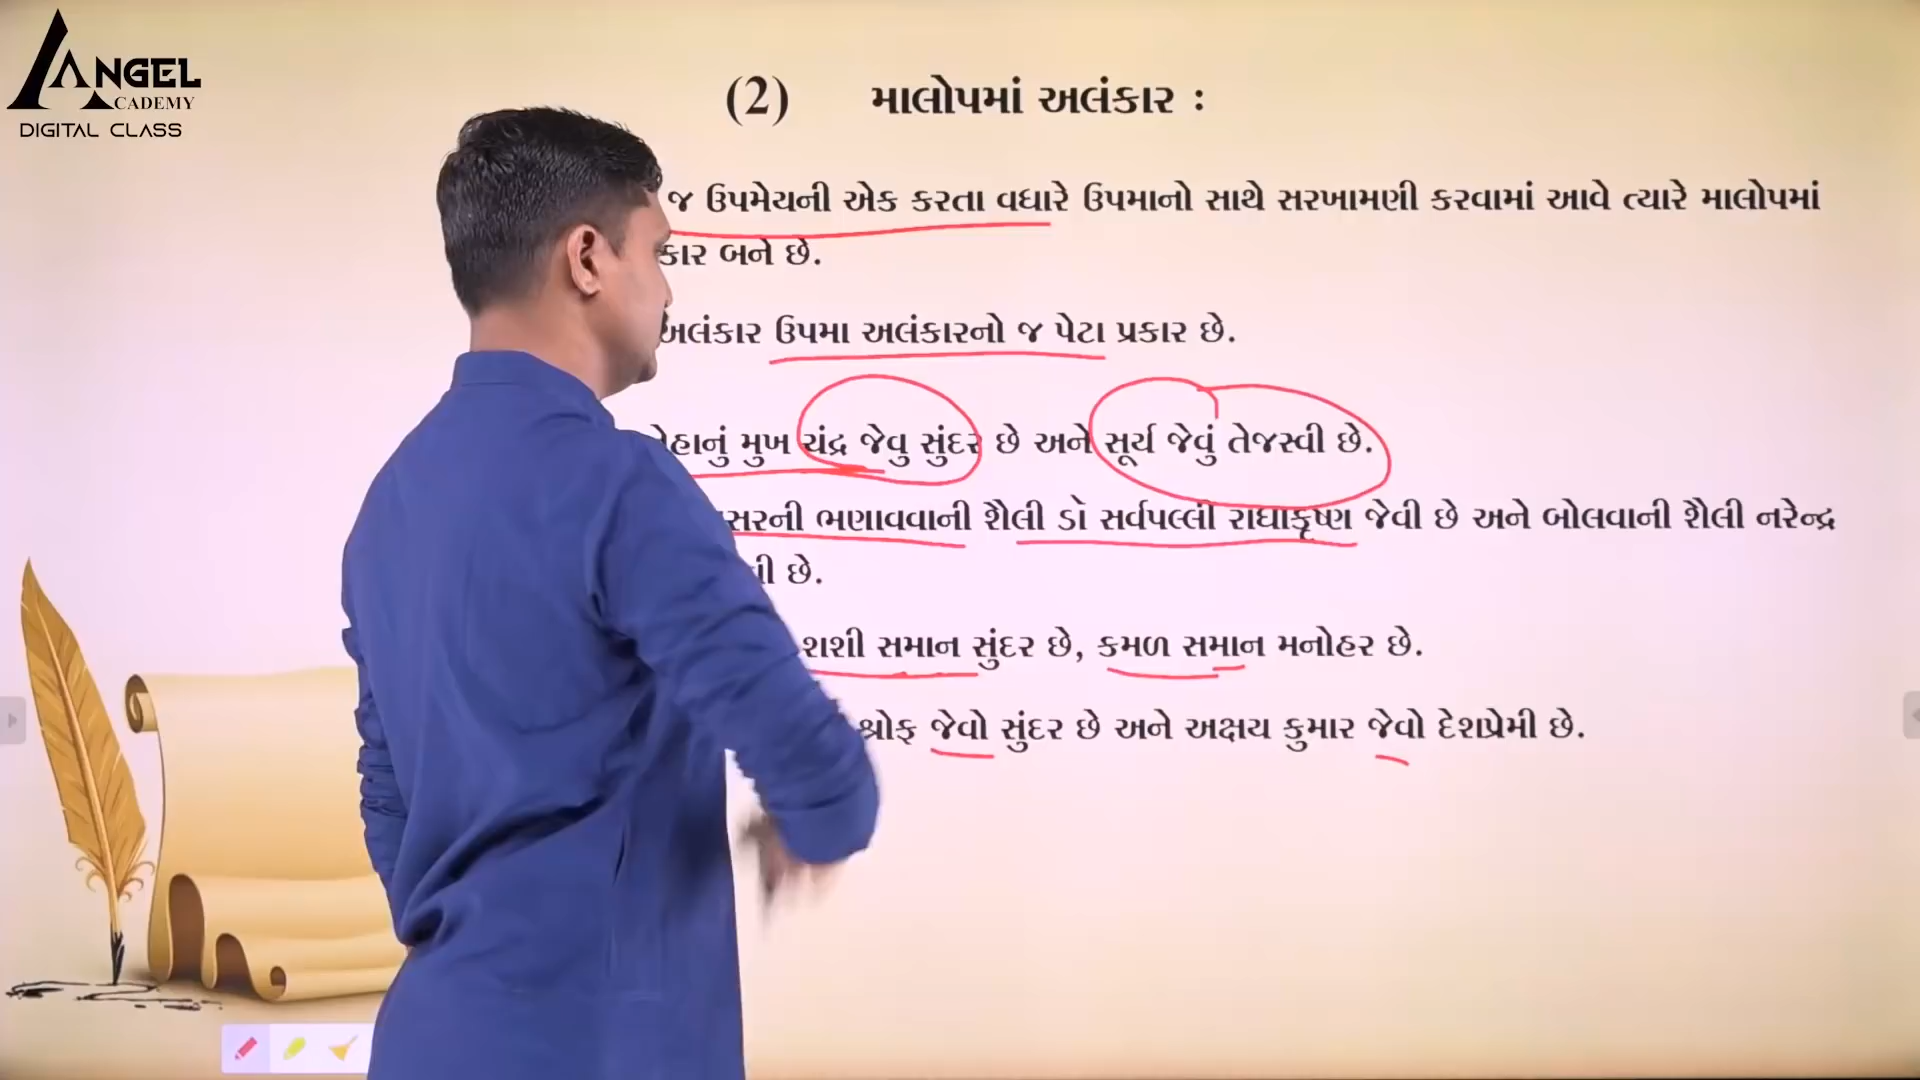 ANGEL
ACADEMY
DIGITAL CLASS
(2) માલોપમાં અલંકાર :
જ ઉપમેયની એક કરતા વધારે ઉપમાનો સાથે સરખામણી કરવામાં આવે ત્યારે માલોપમાં
બને છે.
અલંકાર ઉપમા અલંકારનો જ પેટા પ્રકાર છે.
મુખ ચંદ્ર જેવુ સુંદર છે અને સૂર્ય જેવું તેજસ્વી છે.
સરની ભણાવવાની શૈલી ડૉ સર્વપલ્લી રાધાકૃષ્ણ જેવી છે અને બોલવાની શૈલી નરેન્દ્ર
છે.
શશી સમાન સુંદર છે, કમળ સમાન મનોહર છે.
શ્રોફ જેવો સુંદર છે અને અક્ષય કુમાર જેવો દેશપ્રેમી છે.